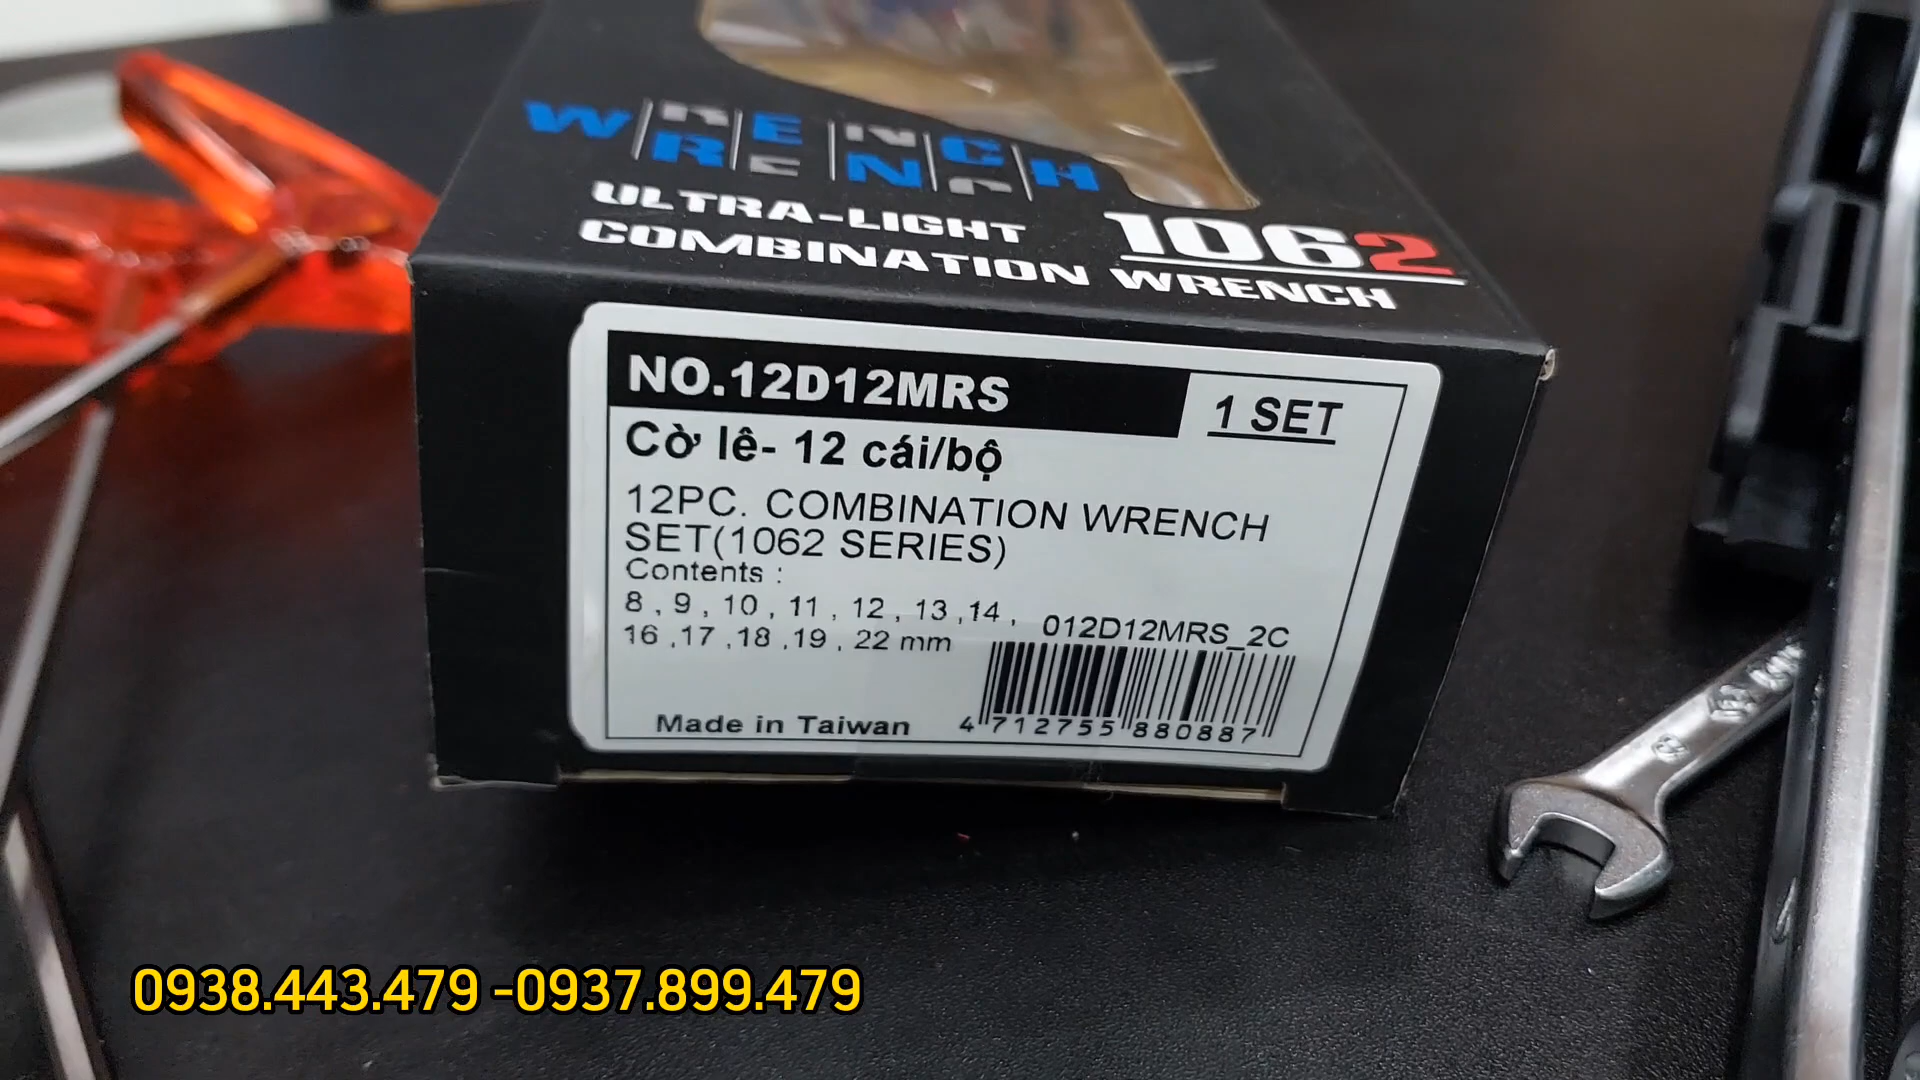 WRENCH
WRENCH
ULTRA-LIGHT
COMBINATION WRENCH
1062
NO.12D12MRS
1 SET
Cờ lê- 12 cái/bộ
12PC. COMBINATION WRENCH
SET(1062 SERIES)
Contents :
8 , 9 , 10 , 11 , 12 , 13 ,14 ,
16 ,17 ,18 ,19 , 22 mm
012D12MRS_2C
Made in Taiwan
4 712755 880887
0938.443.479 -0937.899.479